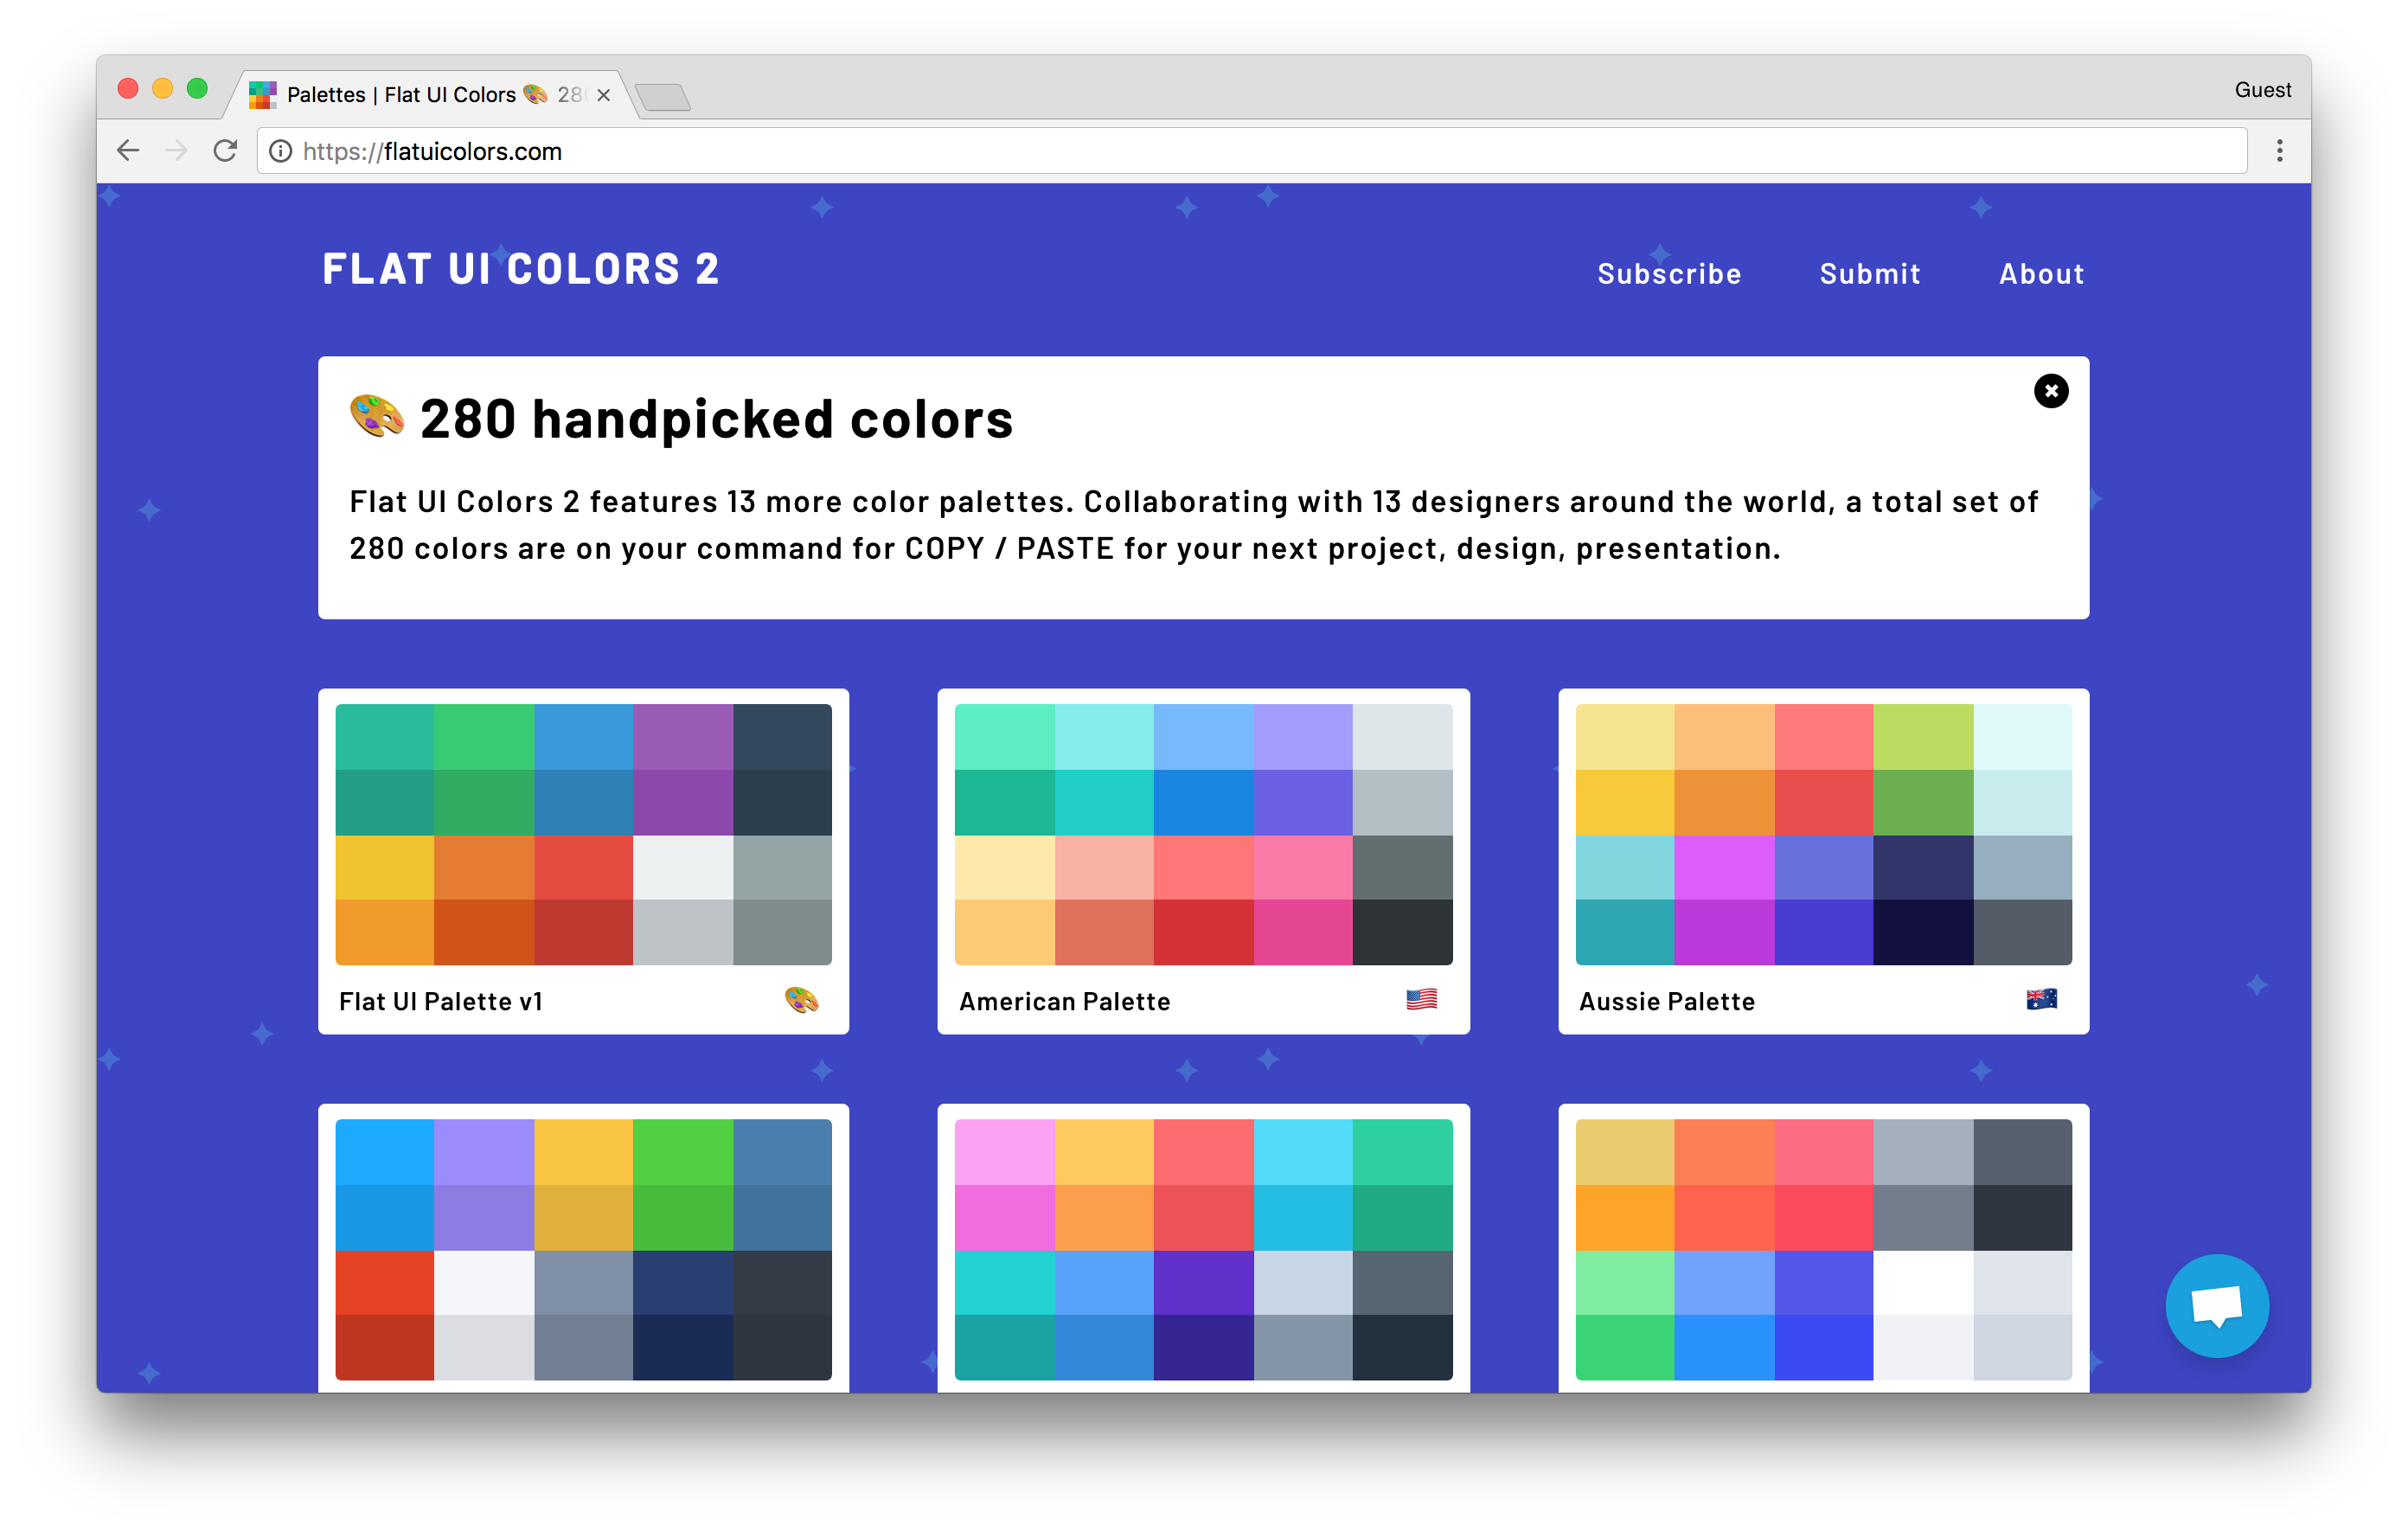 Palettes | Flat UI Colors 🎨 28
Guest
https://flatuicolors.com
FLAT UI COLORS 2
Subscribe
Submit
About
🎨 280 handpicked colors
Flat UI Colors 2 features 13 more color palettes. Collaborating with 13 designers around the world, a total set of
280 colors are on your command for COPY / PASTE for your next project, design, presentation.
Flat UI Palette v1
American Palette
Aussie Palette